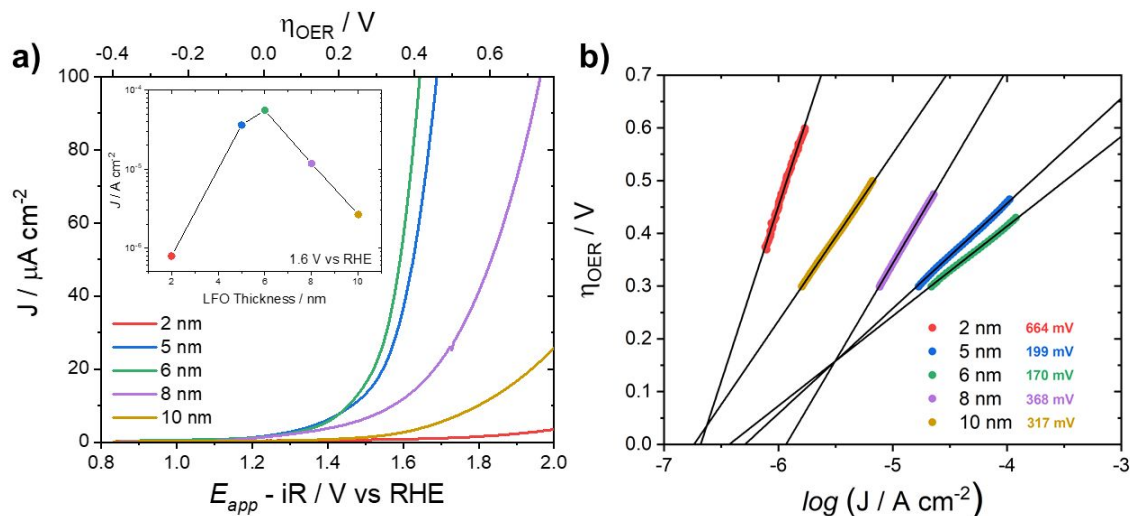 a)
η_OER / V
-0.4 -0.2 0.0 0.2 0.4 0.6
J / μA cm⁻²
100
80
60
40
20
0
10⁻⁴
10⁻⁵
10⁻⁶
J / A cm⁻²
1.6 V vs RHE
2 4 6 8 10
LFO Thickness / nm
2 nm
5 nm
6 nm
8 nm
10 nm
0.8 1.0 1.2 1.4 1.6 1.8 2.0
E_app - iR / V vs RHE
b)
η_OER / V
0.7
0.6
0.5
0.4
0.3
0.2
0.1
0.0
2 nm 664 mV
5 nm 199 mV
6 nm 170 mV
8 nm 368 mV
10 nm 317 mV
-7 -6 -5 -4 -3
log (J / A cm⁻²)